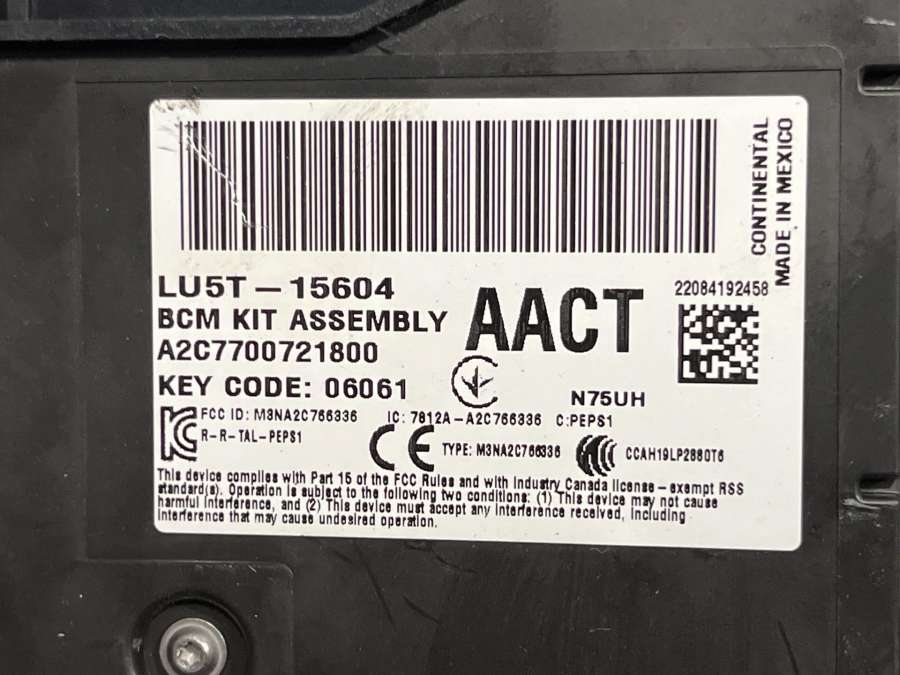 CONTINENTAL
MADE IN MEXICO
LU5T-15604
BCM KIT ASSEMBLY
A2C7700721800
KEY CODE: 06061
AACT
22084192458
N75UH
FCC ID: M3NA2C766336 IC: 7812A-A2C766336 C:PEPS1
R-R-TAL-PEPS1
CE
TYPE: M3NA2C766336
CCAH19LP2880T6
This device complies with Part 15 of the FCC Rules and with Industry Canada license-exempt RSS
standard(s). Operation is subject to the following two conditions: (1) This device may not cause
harmful interference, and (2) This device must accept any interference received, including
interference that may cause undesired operation.